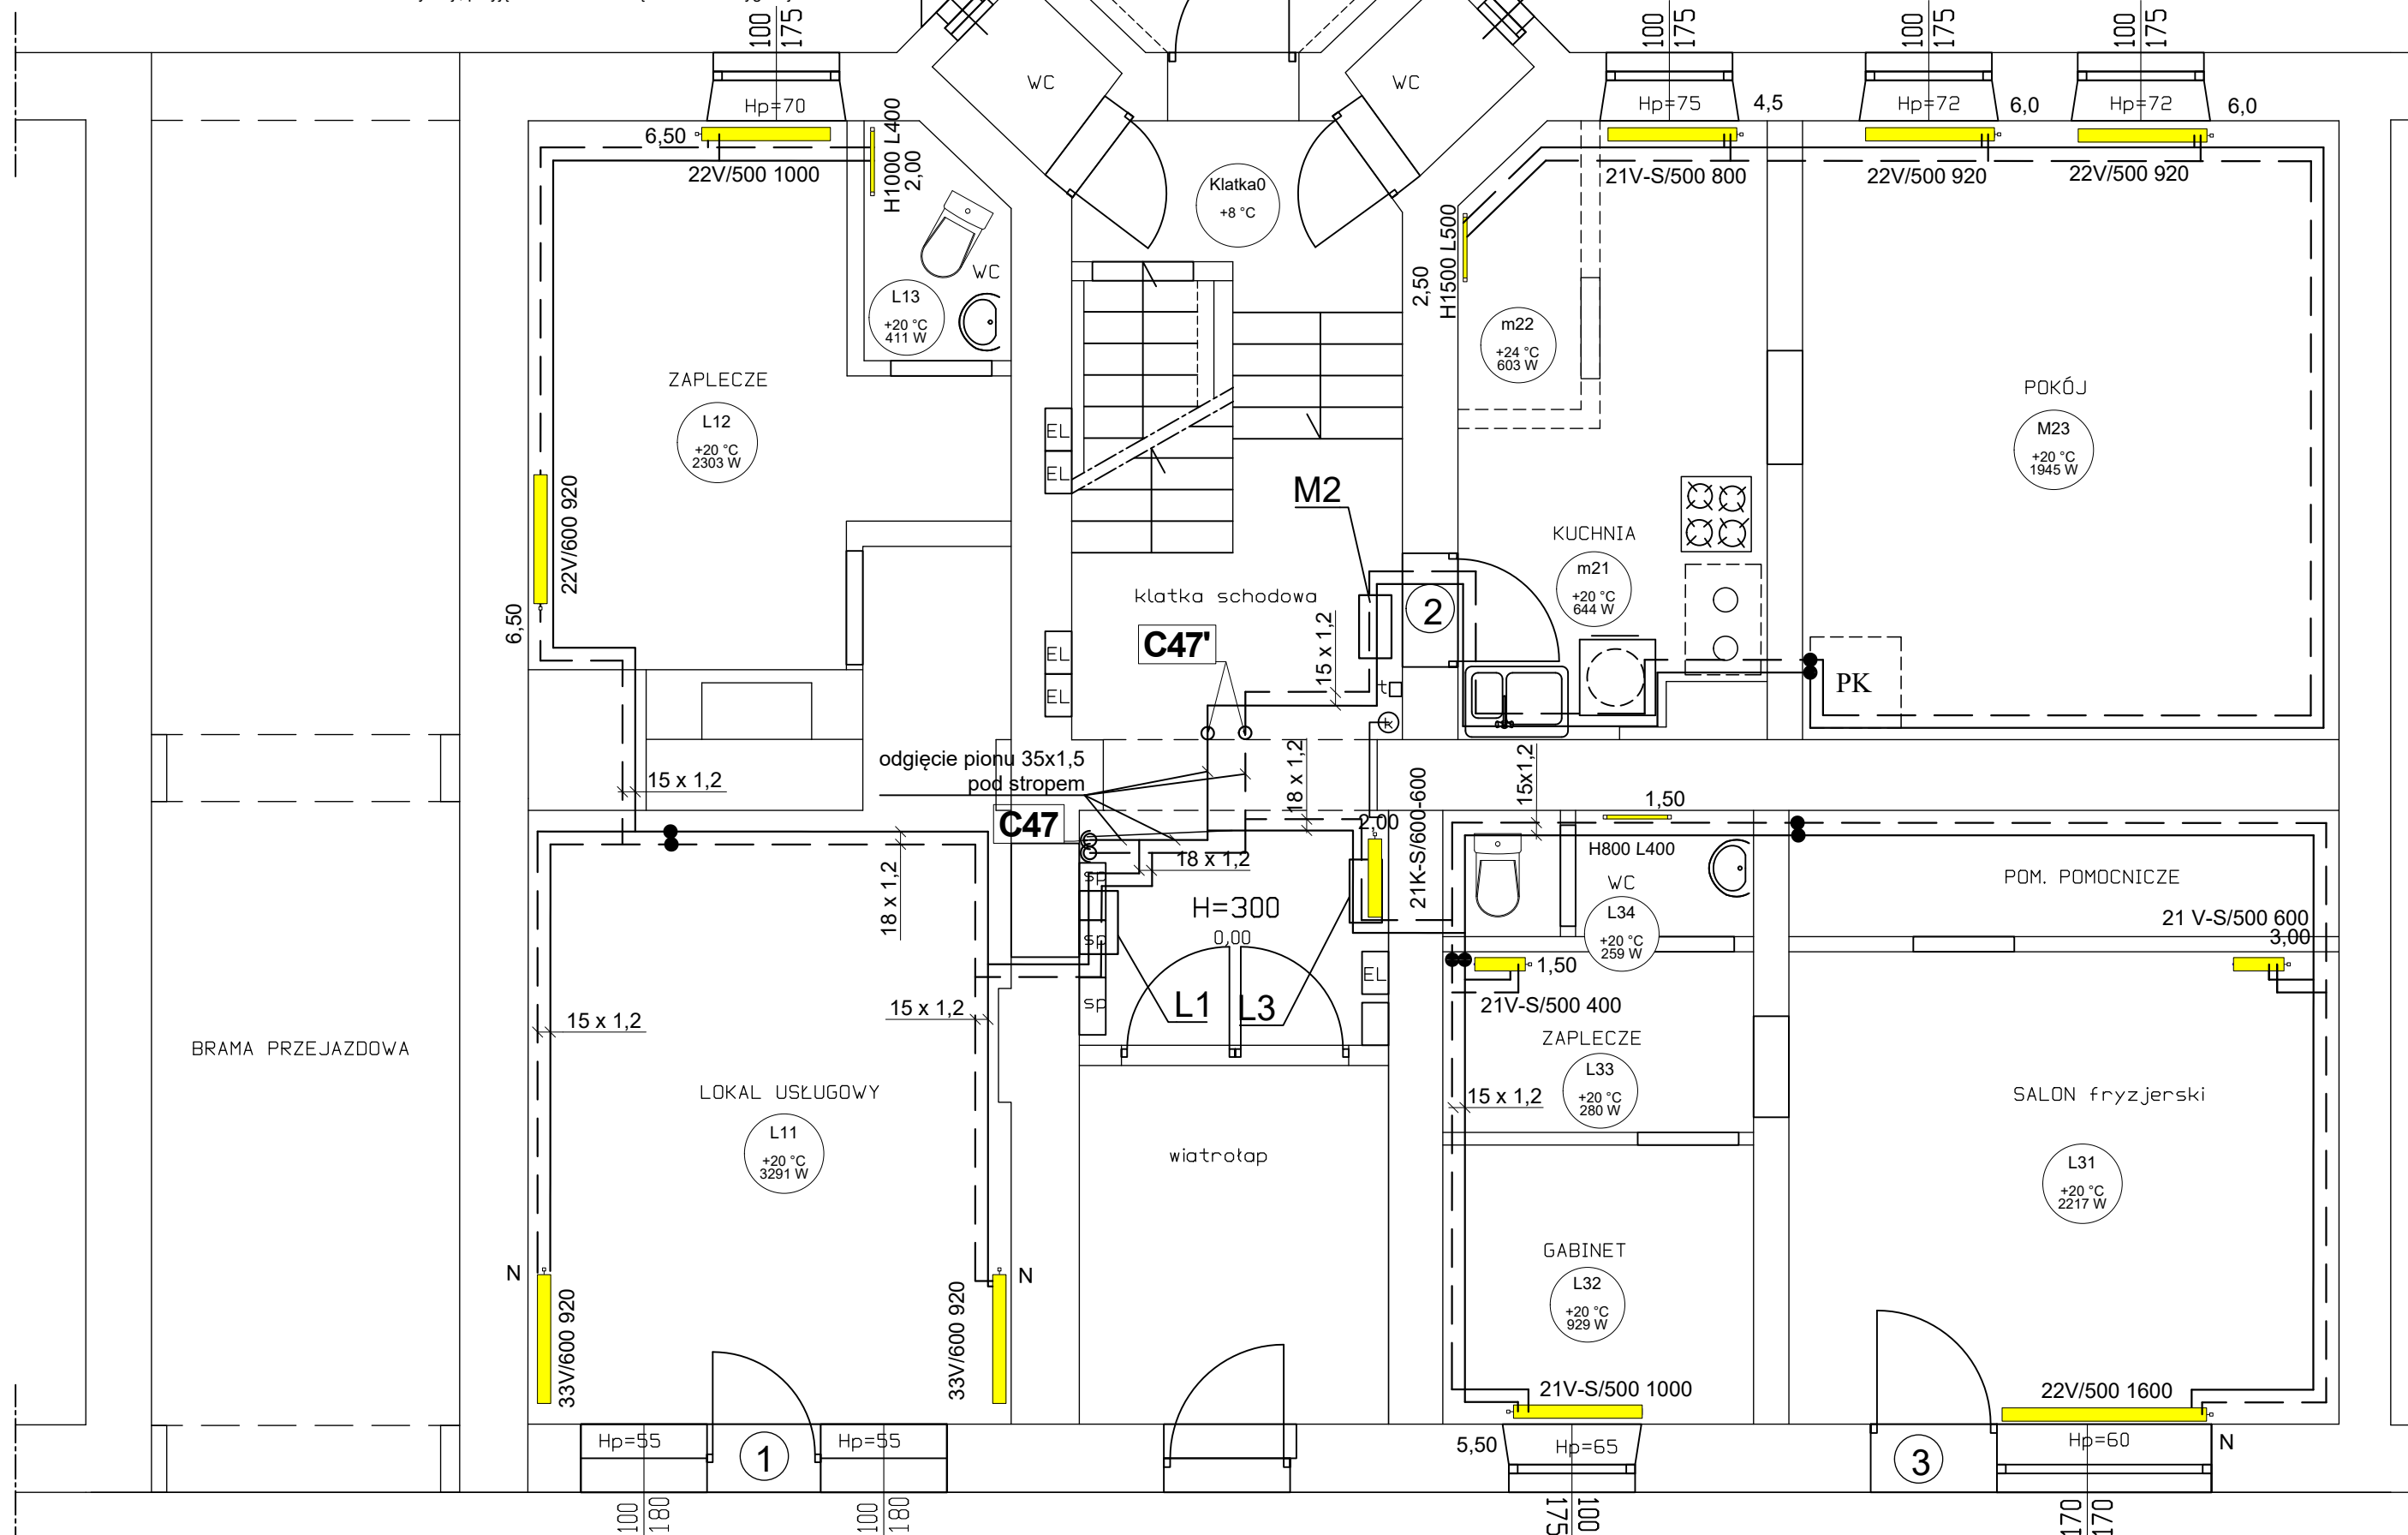 100
175
100
175
100
175
100
175
WC
WC
Hp=70
Hp=75
4,5
Hp=72
6,0
Hp=72
6,0
6,50
22V/500 1000
H1000 L400
2,00
21V-S/500 800
22V/500 920
22V/500 920
Klatka0
+8 °C
WC
L13
+20 °C
411 W
2,50
H1500 L500
m22
+24 °C
603 W
ZAPLECZE
L12
+20 °C
2303 W
POKÓJ
M23
+20 °C
1945 W
EL
EL
M2
22V/600 920
6,50
KUCHNIA
m21
+20 °C
644 W
klatka schodowa
C47'
15 x 1,2
2
EL
EL
t
t
PK
odgięcie pionu 35x1,5
pod stropem
15 x 1,2
18 x 1,2
15x1,2
C47
2,00
21K-S/600-600
1,50
18 x 1,2
18 x 1,2
H800 L400
WC
L34
+20 °C
259 W
POM. POMOCNICZE
sp
sp
sp
H=300
0,00
21 V-S/500 600
3,00
EL
1,50
21V-S/500 400
L1
L3
15 x 1,2
15 x 1,2
BRAMA PRZEJAZDOWA
ZAPLECZE
L33
+20 °C
280 W
15 x 1,2
LOKAL USŁUGOWY
L11
+20 °C
3291 W
SALON fryzjerski
L31
+20 °C
2217 W
wiatrołap
GABINET
L32
+20 °C
929 W
N
33V/600 920
33V/600 920
N
21V-S/500 1000
22V/500 1600
Hp=55
1
Hp=55
5,50
Hp=65
3
Hp=60
N
100
180
100
180
175
100
170
170